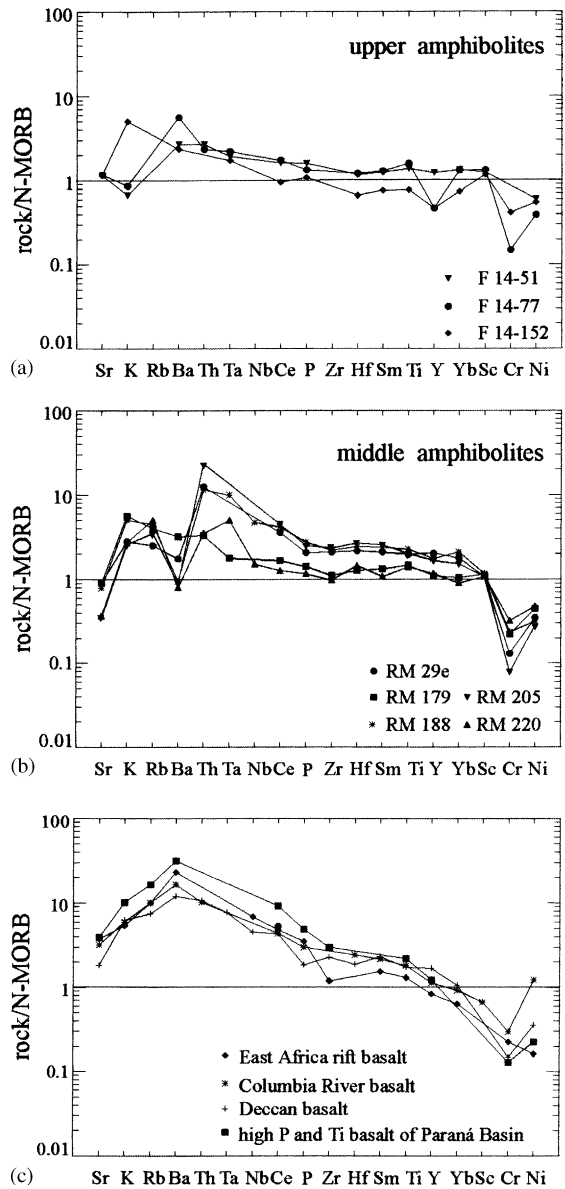 100
upper amphibolites
10
1
0.1
0.01
rock/N-MORB
F 14-51
F 14-77
F 14-152
(a)
Sr K Rb Ba Th Ta Nb Ce P Zr Hf Sm Ti Y Yb Sc Cr Ni
100
middle amphibolites
10
1
0.1
0.01
rock/N-MORB
RM 29e
RM 179 RM 205
RM 188 RM 220
(b)
Sr K Rb Ba Th Ta Nb Ce P Zr Hf Sm Ti Y Yb Sc Cr Ni
100
10
1
0.1
0.01
rock/N-MORB
East Africa rift basalt
Columbia River basalt
Deccan basalt
high P and Ti basalt of Paraná Basin
(c)
Sr K Rb Ba Th Ta Nb Ce P Zr Hf Sm Ti Y Yb Sc Cr Ni